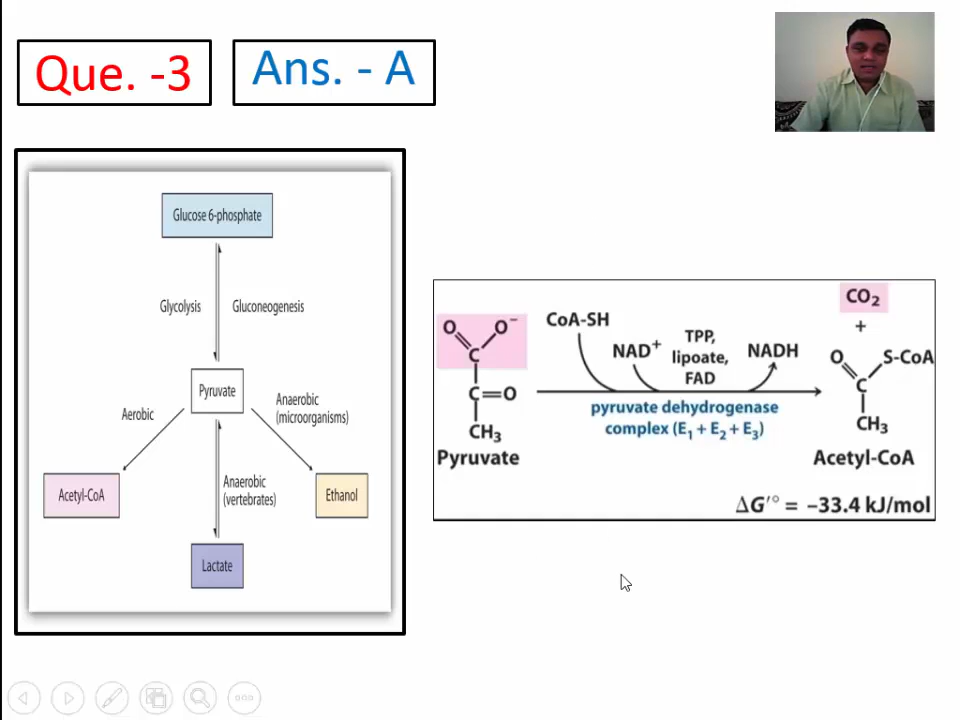 Que. -3
Ans. - A
Glucose 6-phosphate
Glycolysis
Gluconeogenesis
Pyruvate
Aerobic
Anaerobic
(microorganisms)
Acetyl-CoA
Anaerobic
(vertebrates)
Ethanol
Lactate
O
O⁻
C
C=O
CH₃
Pyruvate
CoA-SH
NAD⁺
TPP,
lipoate,
FAD
NADH
pyruvate dehydrogenase
complex (E₁ + E₂ + E₃)
CO₂
+
O
S-CoA
C
CH₃
Acetyl-CoA
ΔG′° = –33.4 kJ/mol